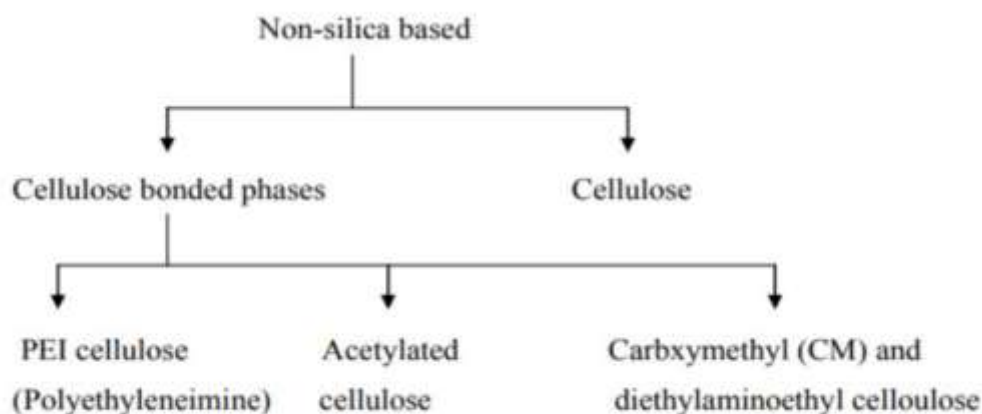 Non-silica based
Cellulose bonded phases
Cellulose
PEI cellulose
(Polyethyleneimine)
Acetylated
cellulose
Carbxymethyl (CM) and
diethylaminoethyl celloulose